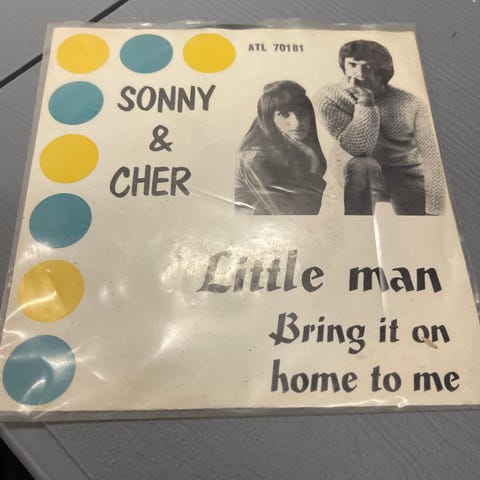 ATL 70181
SONNY
&
CHER
Little man
Bring it on
home to me